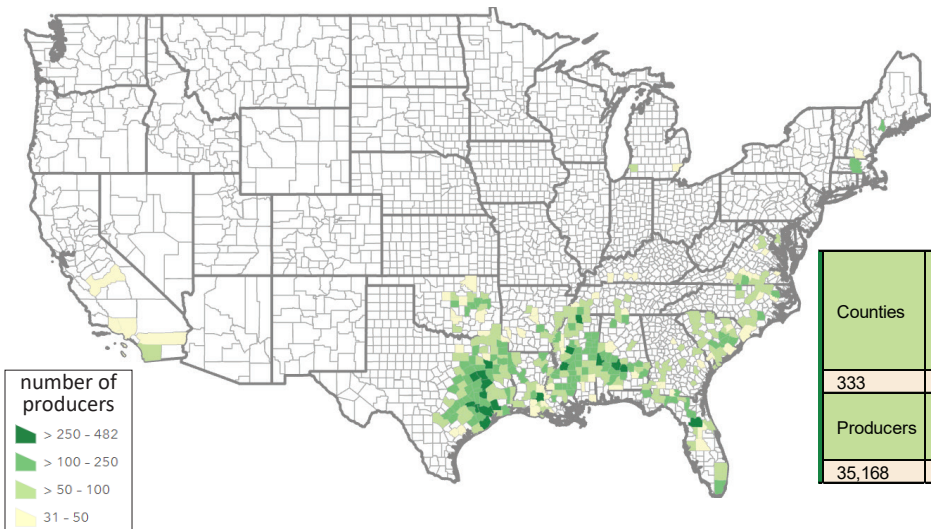 number of
producers
> 250 - 482
> 100 - 250
> 50 - 100
31 - 50
Counties
333
Producers
35,168